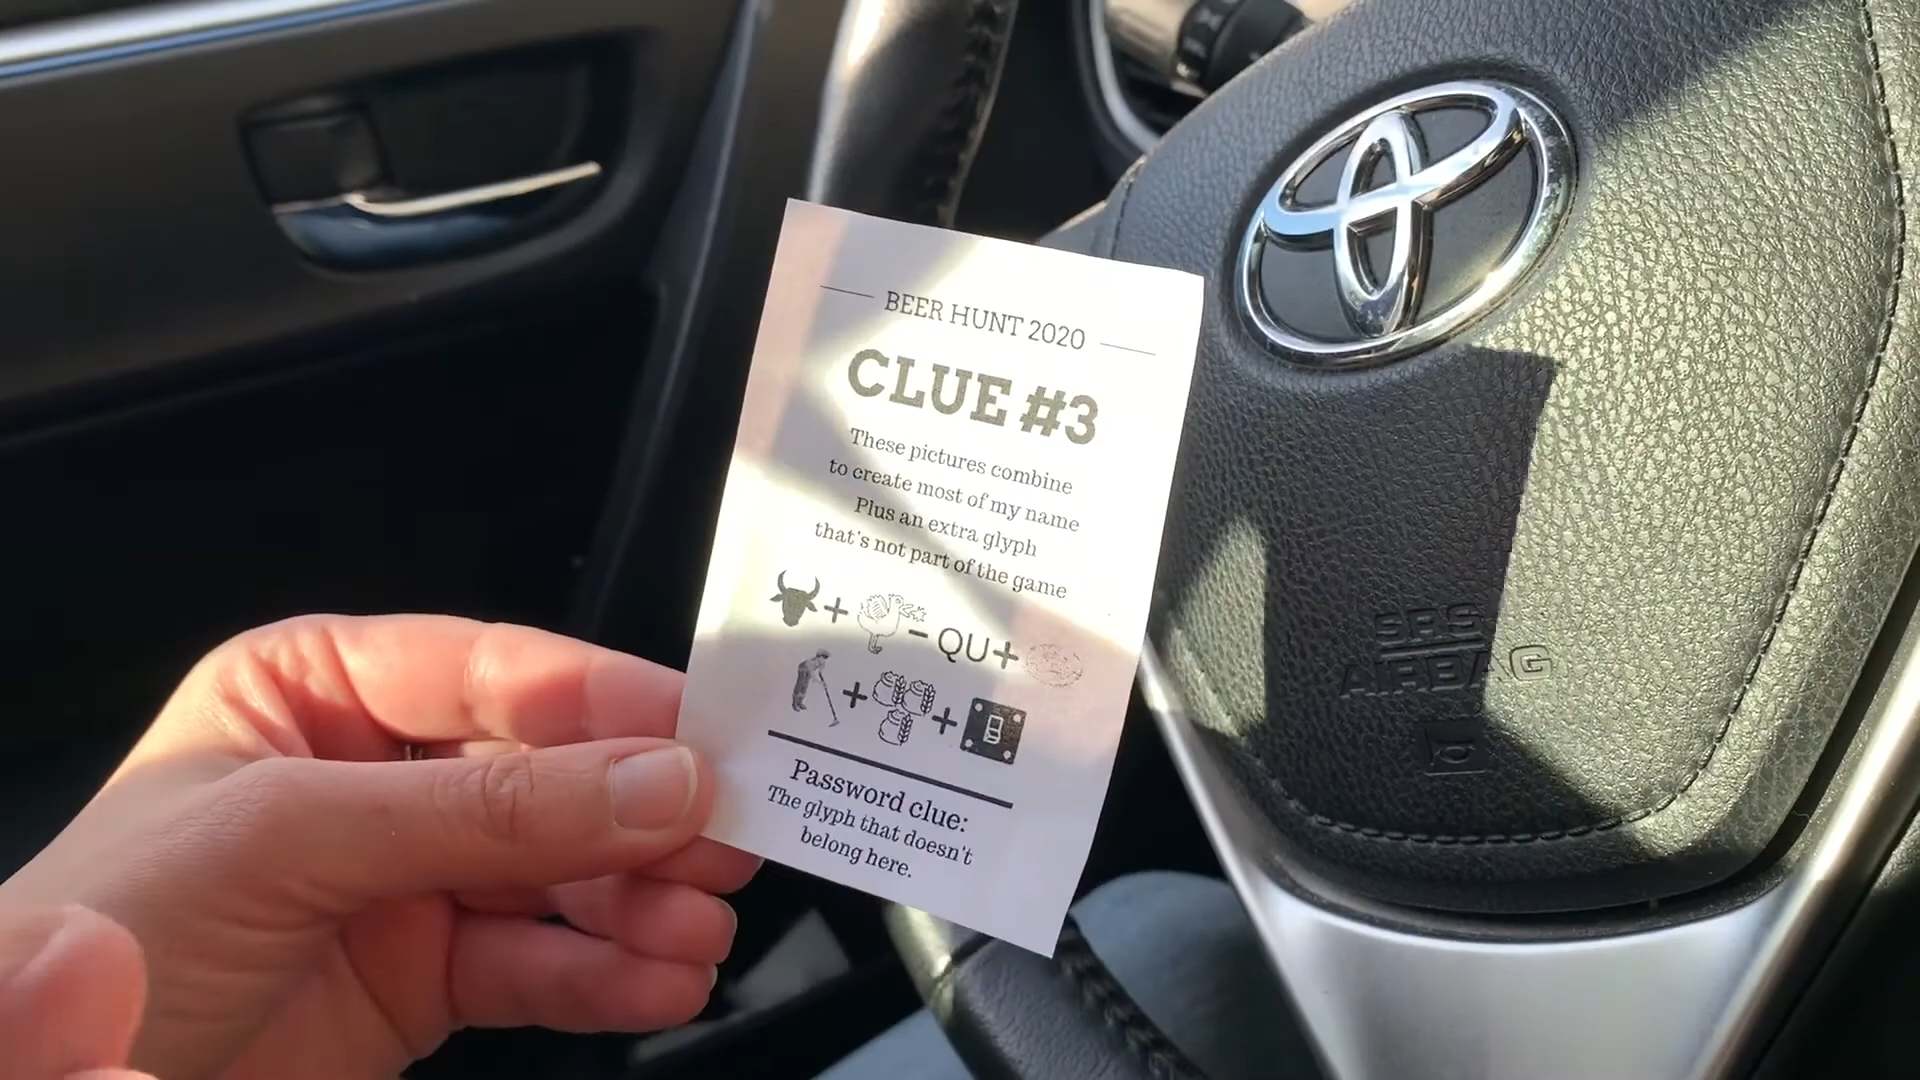 BEER HUNT 2020
CLUE #3
These pictures combine
to create most of my name
Plus an extra glyph
that's not part of the game
+ - QU+
+ +
Password clue:
The glyph that doesn't
belong here.
SRS
AIRBAG